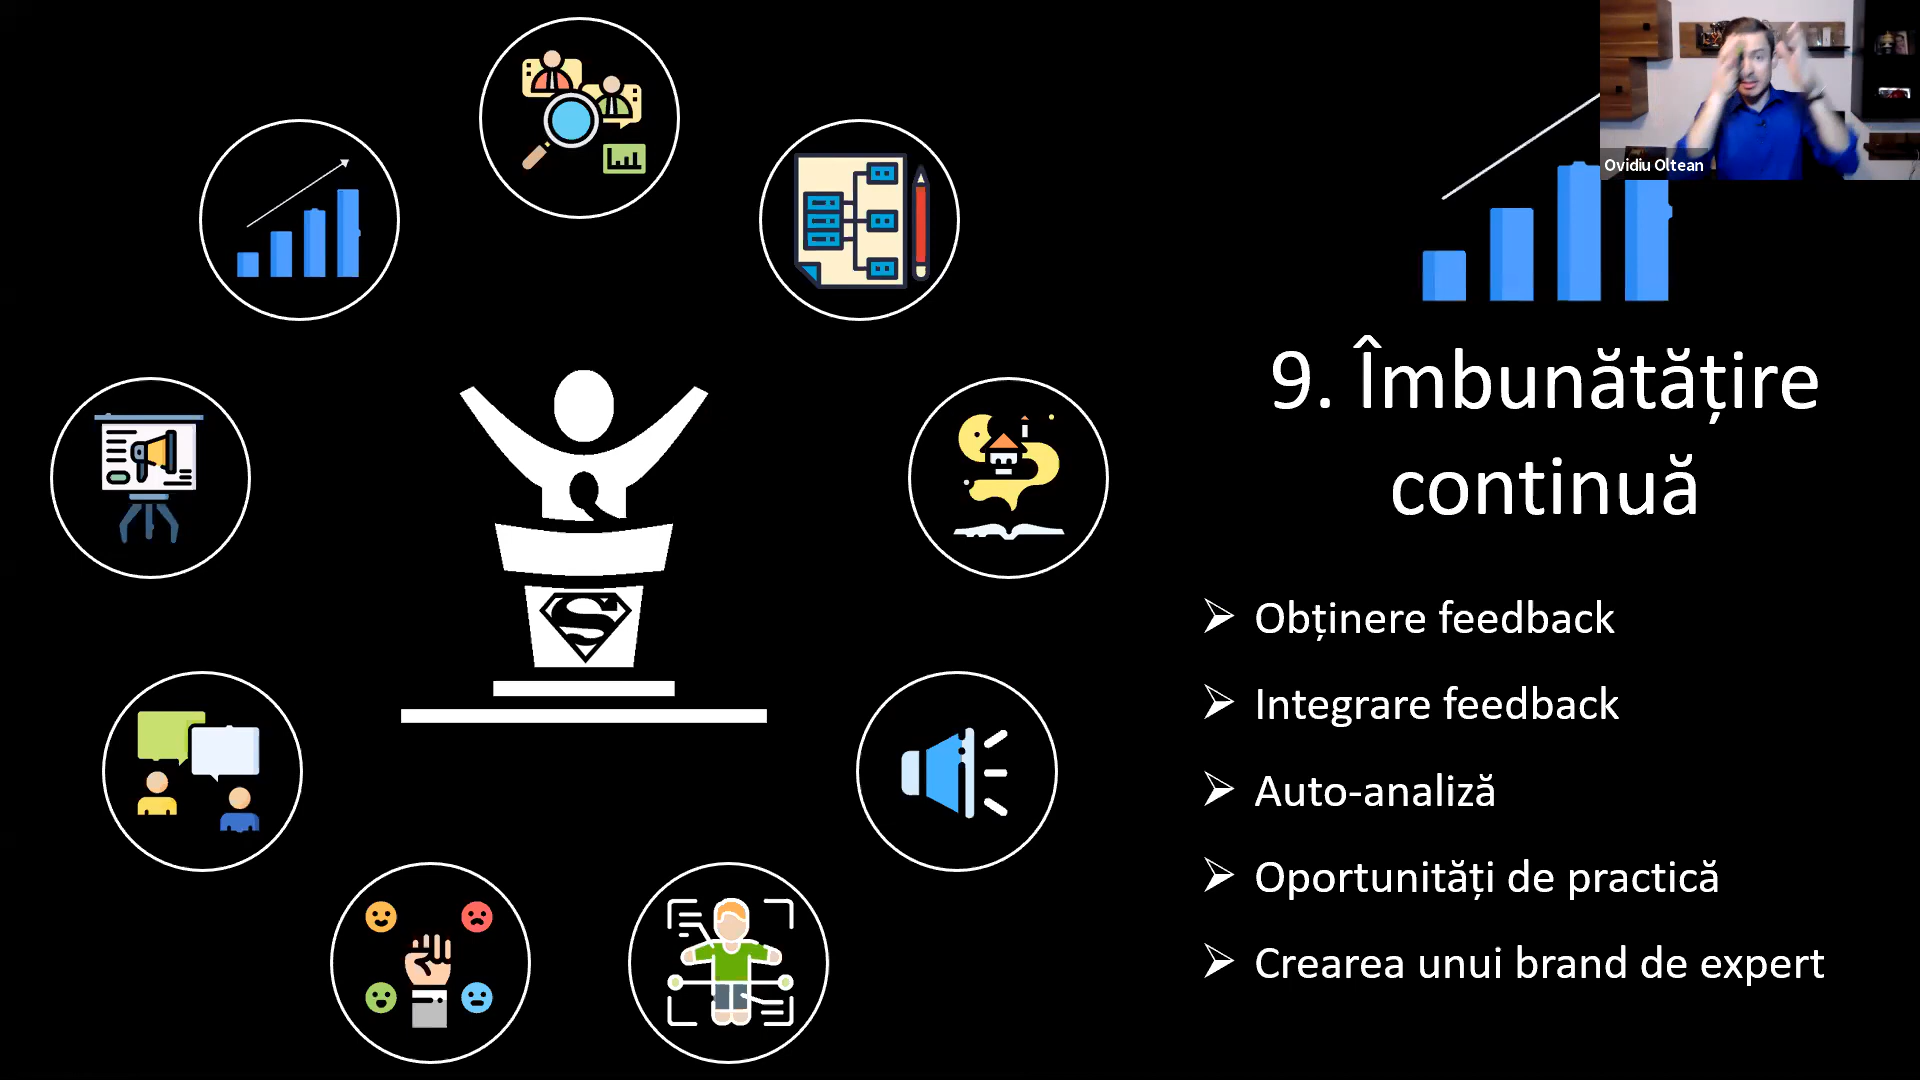 Ovidiu Oltean
9. Îmbunătățire
continuă
Obținere feedback
Integrare feedback
Auto-analiză
Oportunități de practică
Crearea unui brand de expert